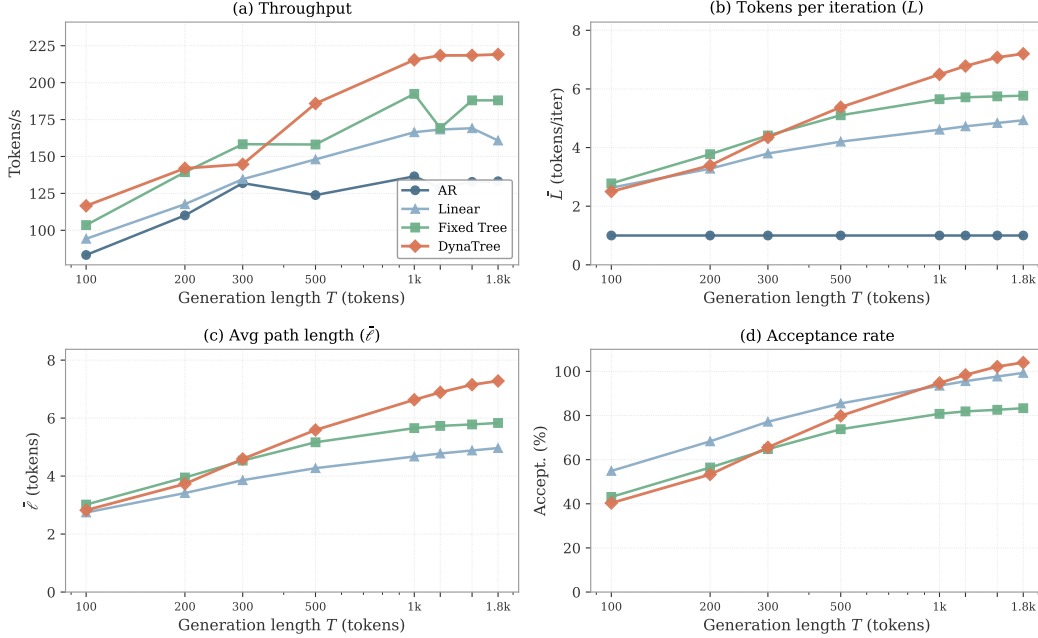 (a) Throughput
Tokens/s
225
200
175
150
125
100
AR
Linear
Fixed Tree
DynaTree
100 200 300 500 1k 1.8k
Generation length T (tokens)
(b) Tokens per iteration (L)
L̄ (tokens/iter)
8
6
4
2
0
100 200 300 500 1k 1.8k
Generation length T (tokens)
(c) Avg path length (ℓ̄)
ℓ̄ (tokens)
8
6
4
2
0
100 200 300 500 1k 1.8k
Generation length T (tokens)
(d) Acceptance rate
Accept. (%)
100
80
60
40
20
0
100 200 300 500 1k 1.8k
Generation length T (tokens)